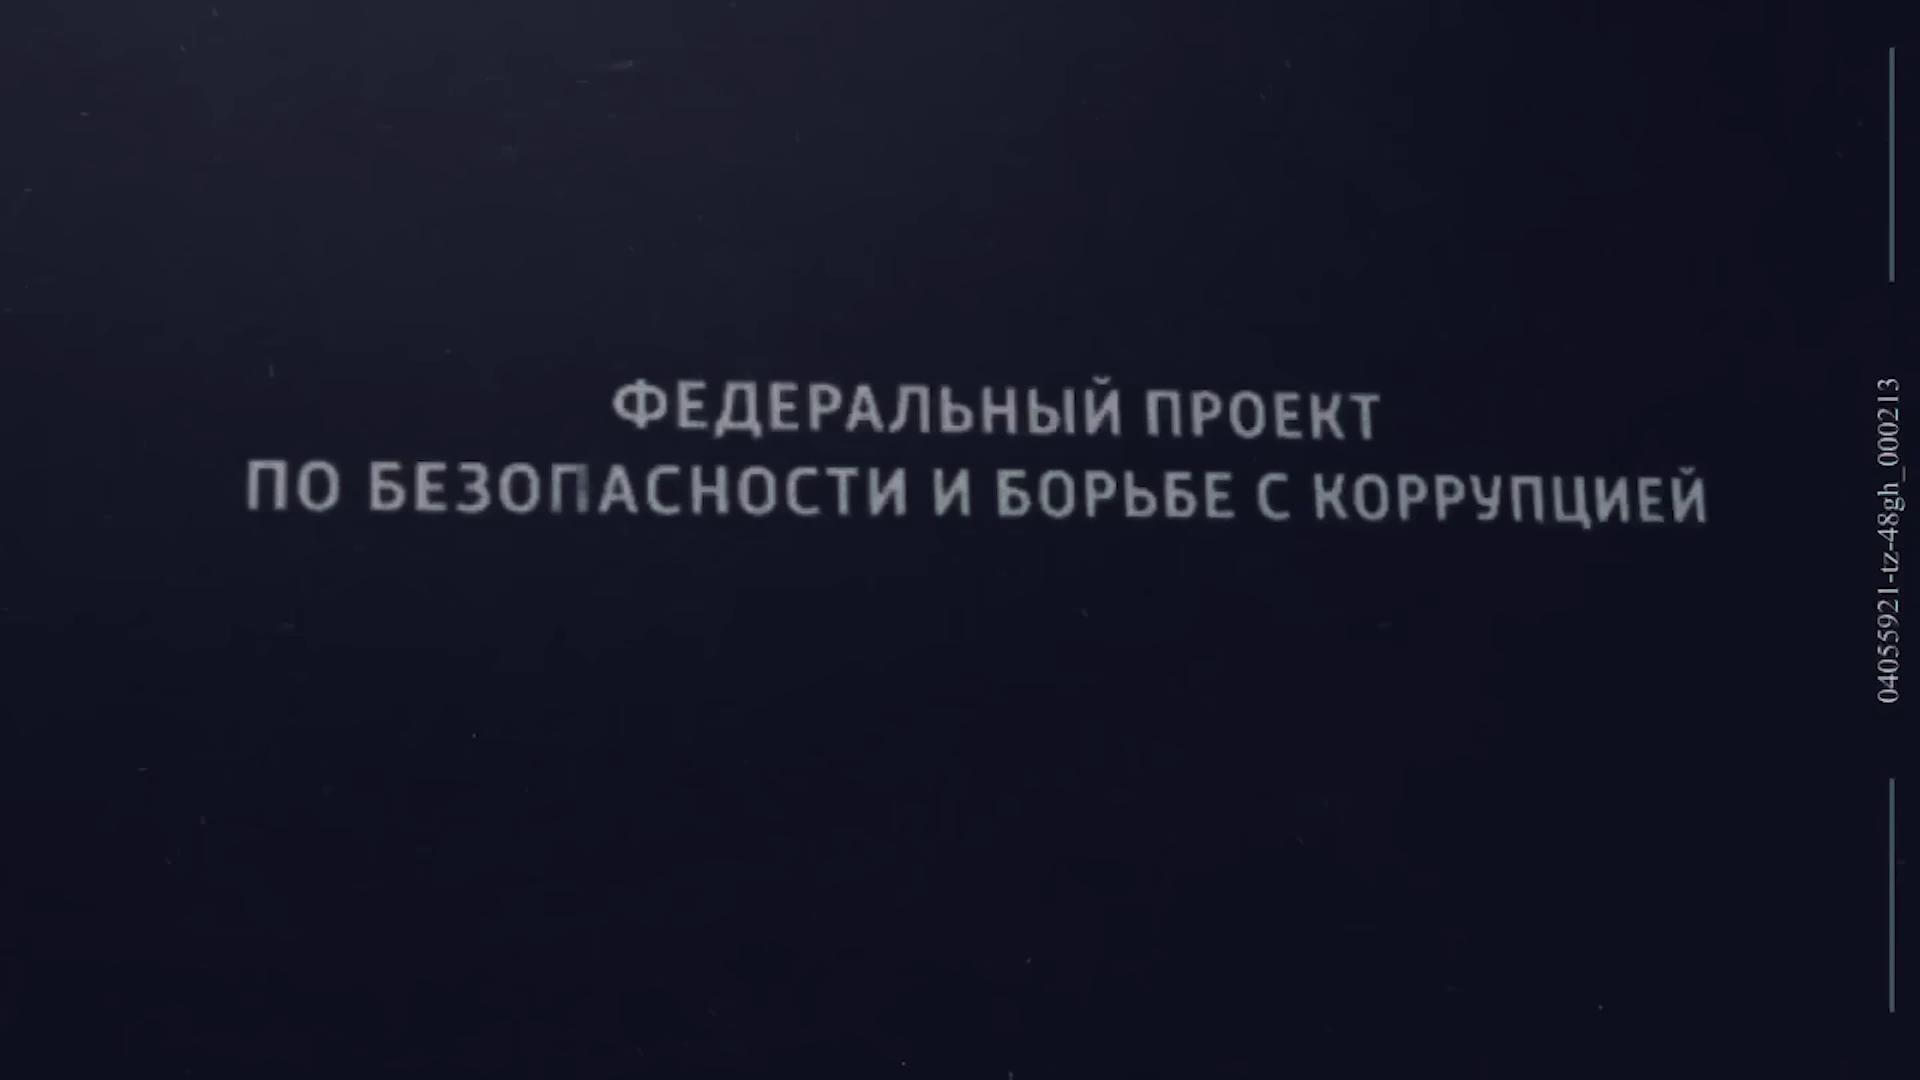 ФЕДЕРАЛЬНЫЙ ПРОЕКТ
ПО БЕЗОПАСНОСТИ И БОРЬБЕ С КОРРУПЦИЕЙ
04055921-tz-48gh_000213